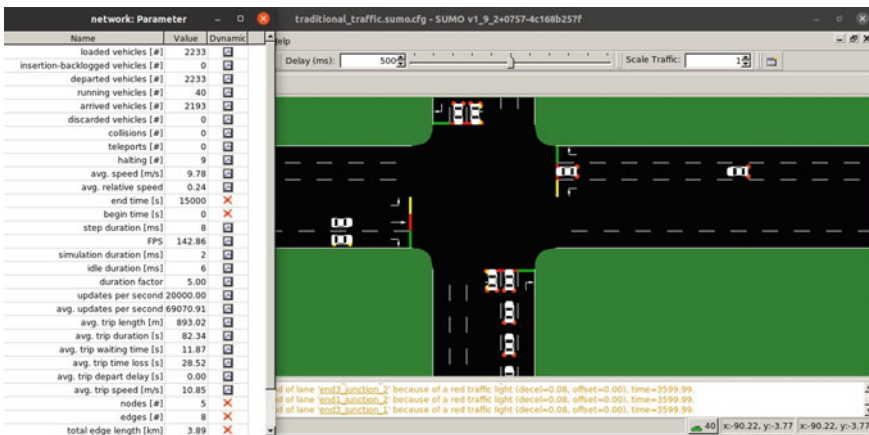 network: Parameter
traditional_traffic.sumo.cfg - SUMO v1_9_2+0757-4c168b257f
Name Value Dynamic
Help
loaded vehicles [#] 2233
Delay (ms): 500 Scale Traffic: 1
insertion-backlogged vehicles [#] 0
departed vehicles [#] 2233
running vehicles [#] 40
arrived vehicles [#] 2193
discarded vehicles [#] 0
collisions [#] 0
teleports [#] 0
halting [#] 9
avg. speed [m/s] 9.78
avg. relative speed 0.24
end time [s] 15000
begin time [s] 0
step duration [ms] 8
FPS 142.86
simulation duration [ms] 2
idle duration [ms] 6
duration factor 5.00
updates per second 20000.00
avg. updates per second 69070.91
avg. trip length [m] 893.02
avg. trip duration [s] 82.34
avg. trip waiting time [s] 11.87
avg. trip time loss [s] 28.52
avg. trip depart delay [s] 0.00
avg. trip speed [m/s] 10.85
nodes [#] 5
edges [#] 8
total edge length [km] 3.89
d of lane 'end3_junction_2' because of a red traffic light (decel=0.08, offset=0.00), time=3599.99.
d of lane 'end1_junction_2' because of a red traffic light (decel=0.08, offset=0.00), time=3599.99.
d of lane 'end3_junction_1' because of a red traffic light (decel=0.08, offset=0.00), time=3599.99.
40 x:-90.22, y:-3.77 x:-90.22, y:-3.77